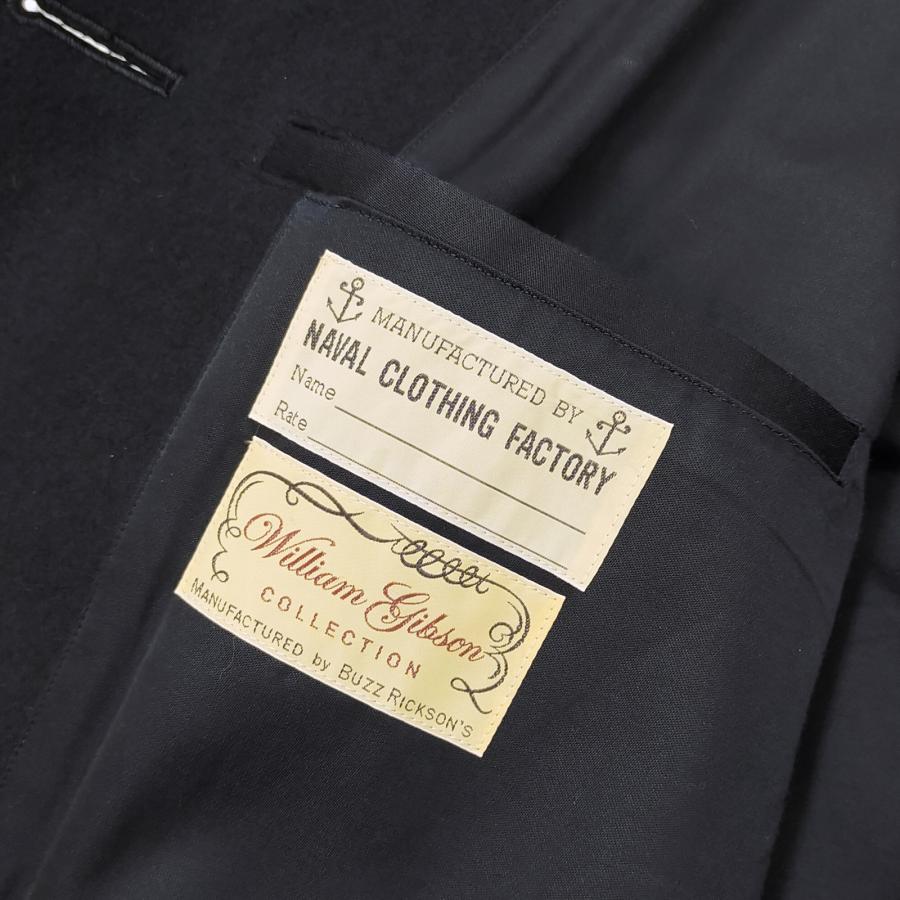 MANUFACTURED BY
NAVAL CLOTHING FACTORY
Name
Rate
William Gibson
COLLECTION
MANUFACTURED by BUZZ RICKSON'S